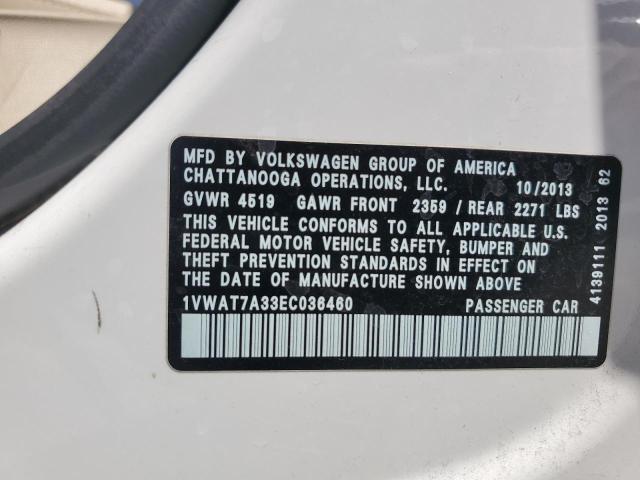 MFD BY VOLKSWAGEN GROUP OF AMERICA
CHATTANOOGA OPERATIONS, LLC. 10/2013
GVWR 4519 GAWR FRONT 2359 / REAR 2271 LBS
THIS VEHICLE CONFORMS TO ALL APPLICABLE U.S.
FEDERAL MOTOR VEHICLE SAFETY, BUMPER AND
THEFT PREVENTION STANDARDS IN EFFECT ON
THE DATE OF MANUFACTURE SHOWN ABOVE
1VWAT7A33EC036460 PASSENGER CAR
4139111 2013 62